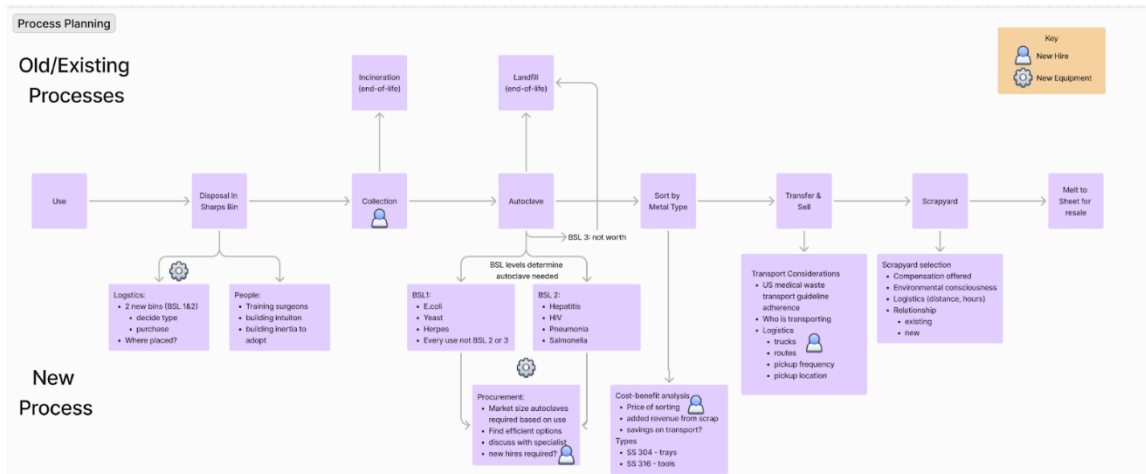 Process Planning
Old/Existing
Processes
Key
New Hire
New Equipment
Incineration
(end-of-life)
Landfill
(end-of-life)
Use
Disposal In
Sharps Bin
Collection
Autoclave
Sort by
Metal Type
Transfer &
Sell
Scrapyard
Melt to
Sheet for
resale
BSL 3: not worth
BSL levels determine
autoclave needed
Logistics:
• 2 new bins (BSL 1&2)
• decide type
• purchase
• Where placed?
People:
• Training surgeons
• building intuiton
• building inertia to
adopt
BSL1:
• E.coli
• Yeast
• Herpes
• Every use not BSL 2 or 3
BSL 2:
• Hepatitis
• HIV
• Pneumonia
• Salmonella
Transport Considerations
• US medical waste
transport guideline
adherence
• Who is transporting
• Logistics
• trucks
• routes
• pickup frequency
• pickup location
Scrapyard selection
• Compensation offered
• Environmental consciousness
• Logistics (distance, hours)
• Relationship
• existing
• new
New
Process
Procurement:
• Market size autoclaves
required based on use
• Find efficient options
• discuss with specialist
• new hires required?
Cost-benefit analysis
• Price of sorting
• added revenue from scrap
• savings on transport?
Types
• SS 304 - trays
• SS 316 - tools